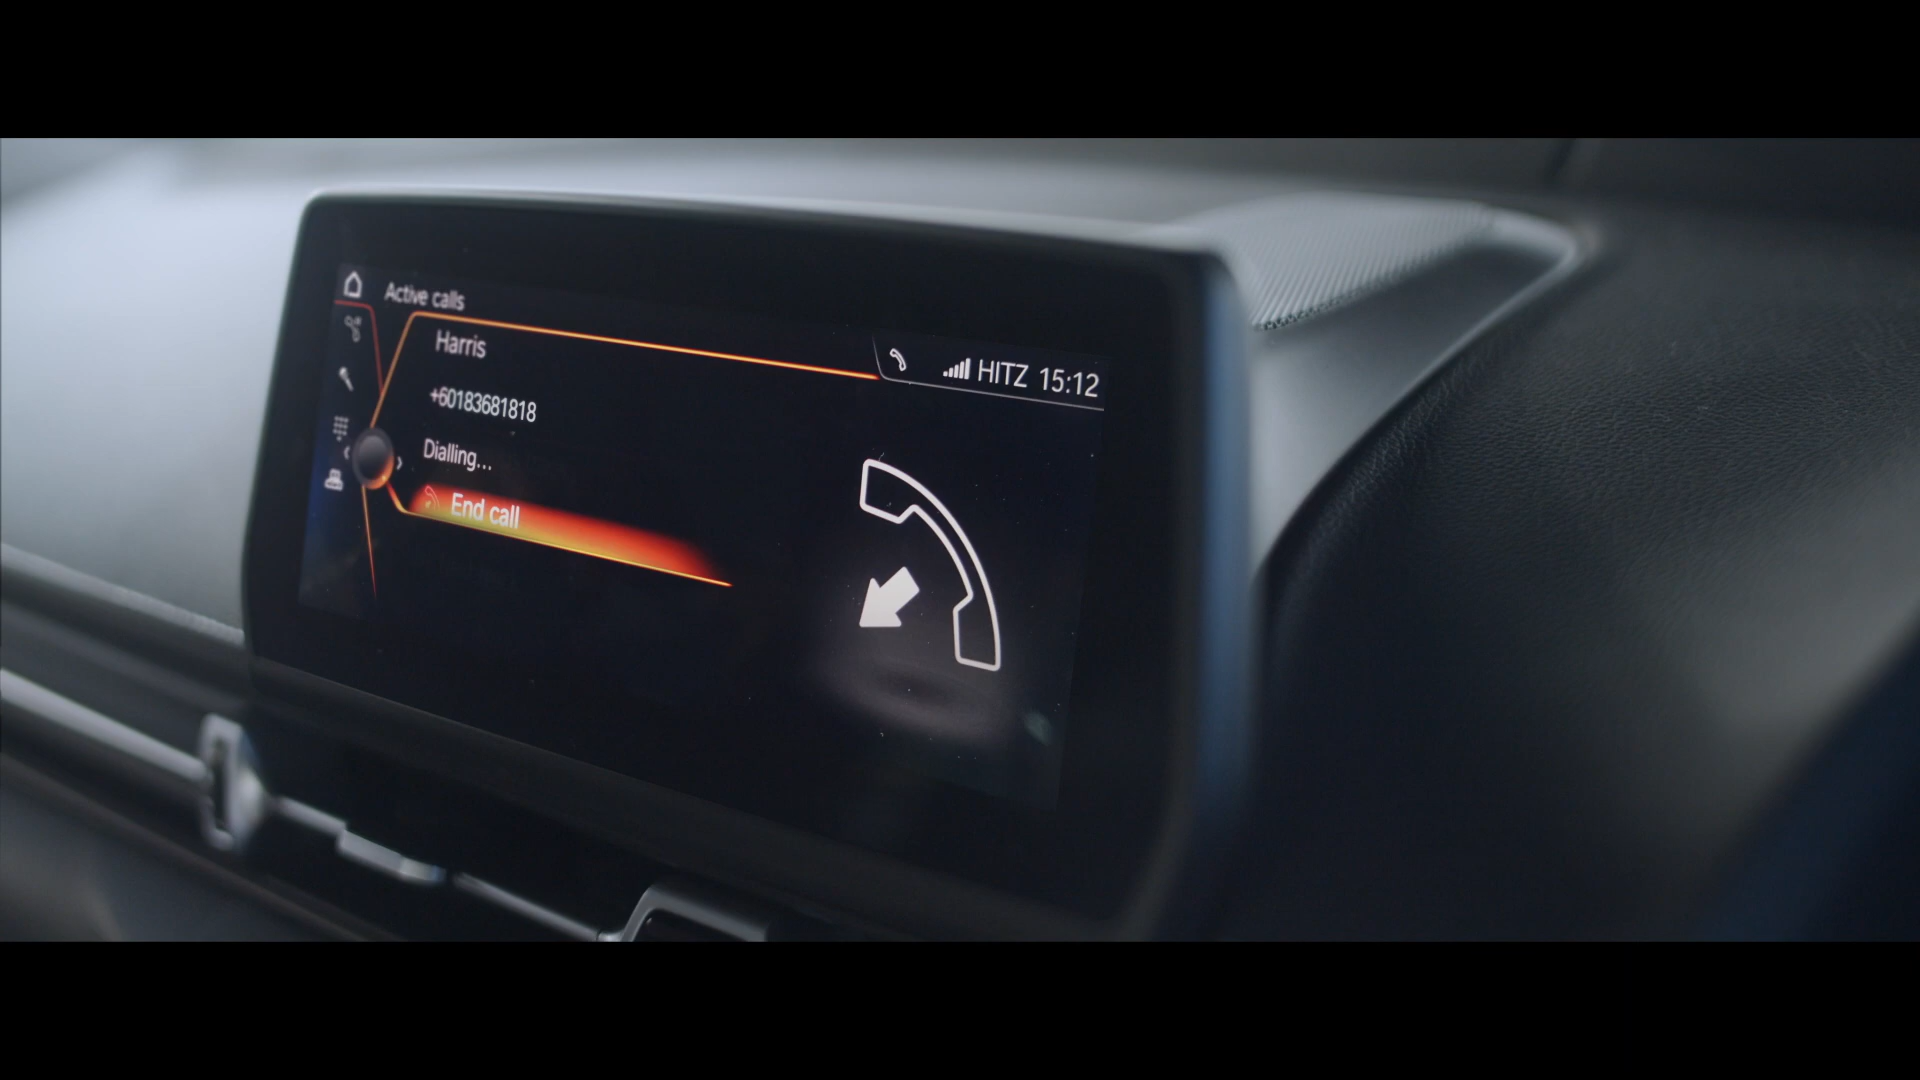 Active calls
Harris
HITZ 15:12
+60183681818
Dialling...
End call